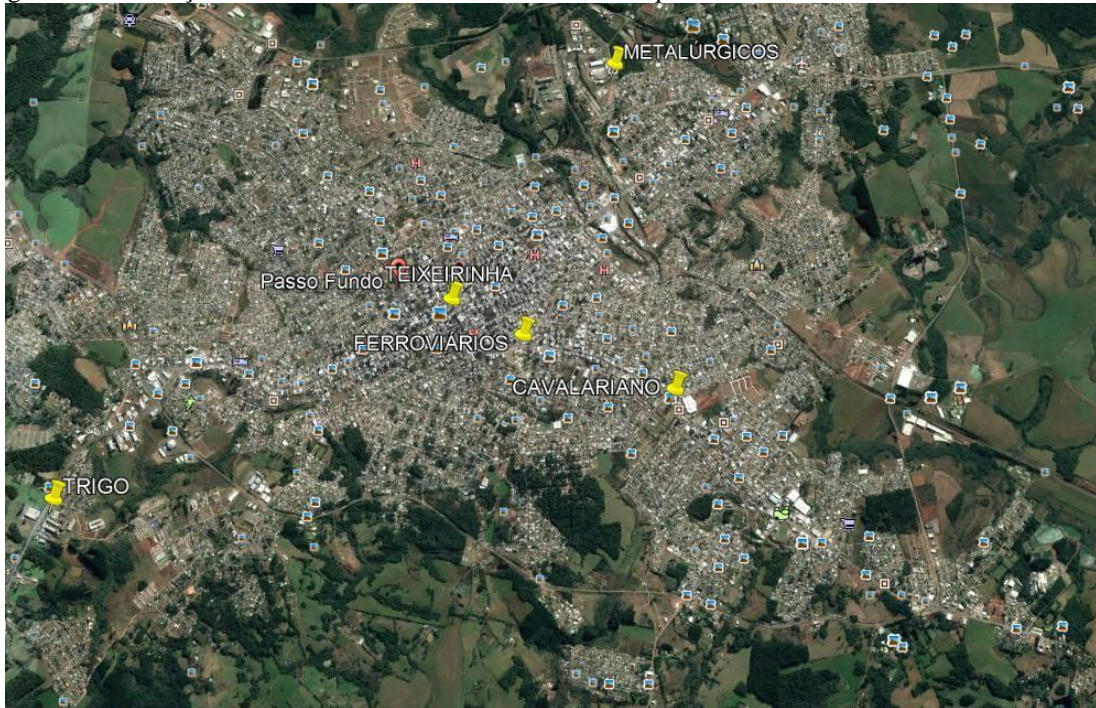 METALÚRGICOS
TEIXEIRINHA
Passo Fundo
FERROVIÁRIOS
CAVALARIANO
TRIGO